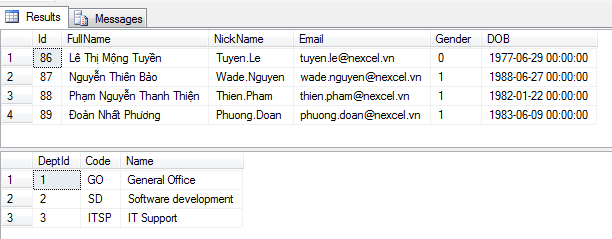 Results Messages
Id FullName NickName Email Gender DOB
1 86 Lê Thị Mộng Tuyền Tuyen.Le tuyen.le@nexcel.vn 0 1977-06-29 00:00:00
2 87 Nguyễn Thiên Bảo Wade.Nguyen wade.nguyen@nexcel.vn 1 1988-06-27 00:00:00
3 88 Phạm Nguyễn Thanh Thiện Thien.Pham thien.pham@nexcel.vn 1 1982-01-22 00:00:00
4 89 Đoàn Nhất Phương Phuong.Doan phuong.doan@nexcel.vn 1 1983-06-09 00:00:00
DeptId Code Name
1 1 GO General Office
2 2 SD Software development
3 3 ITSP IT Support